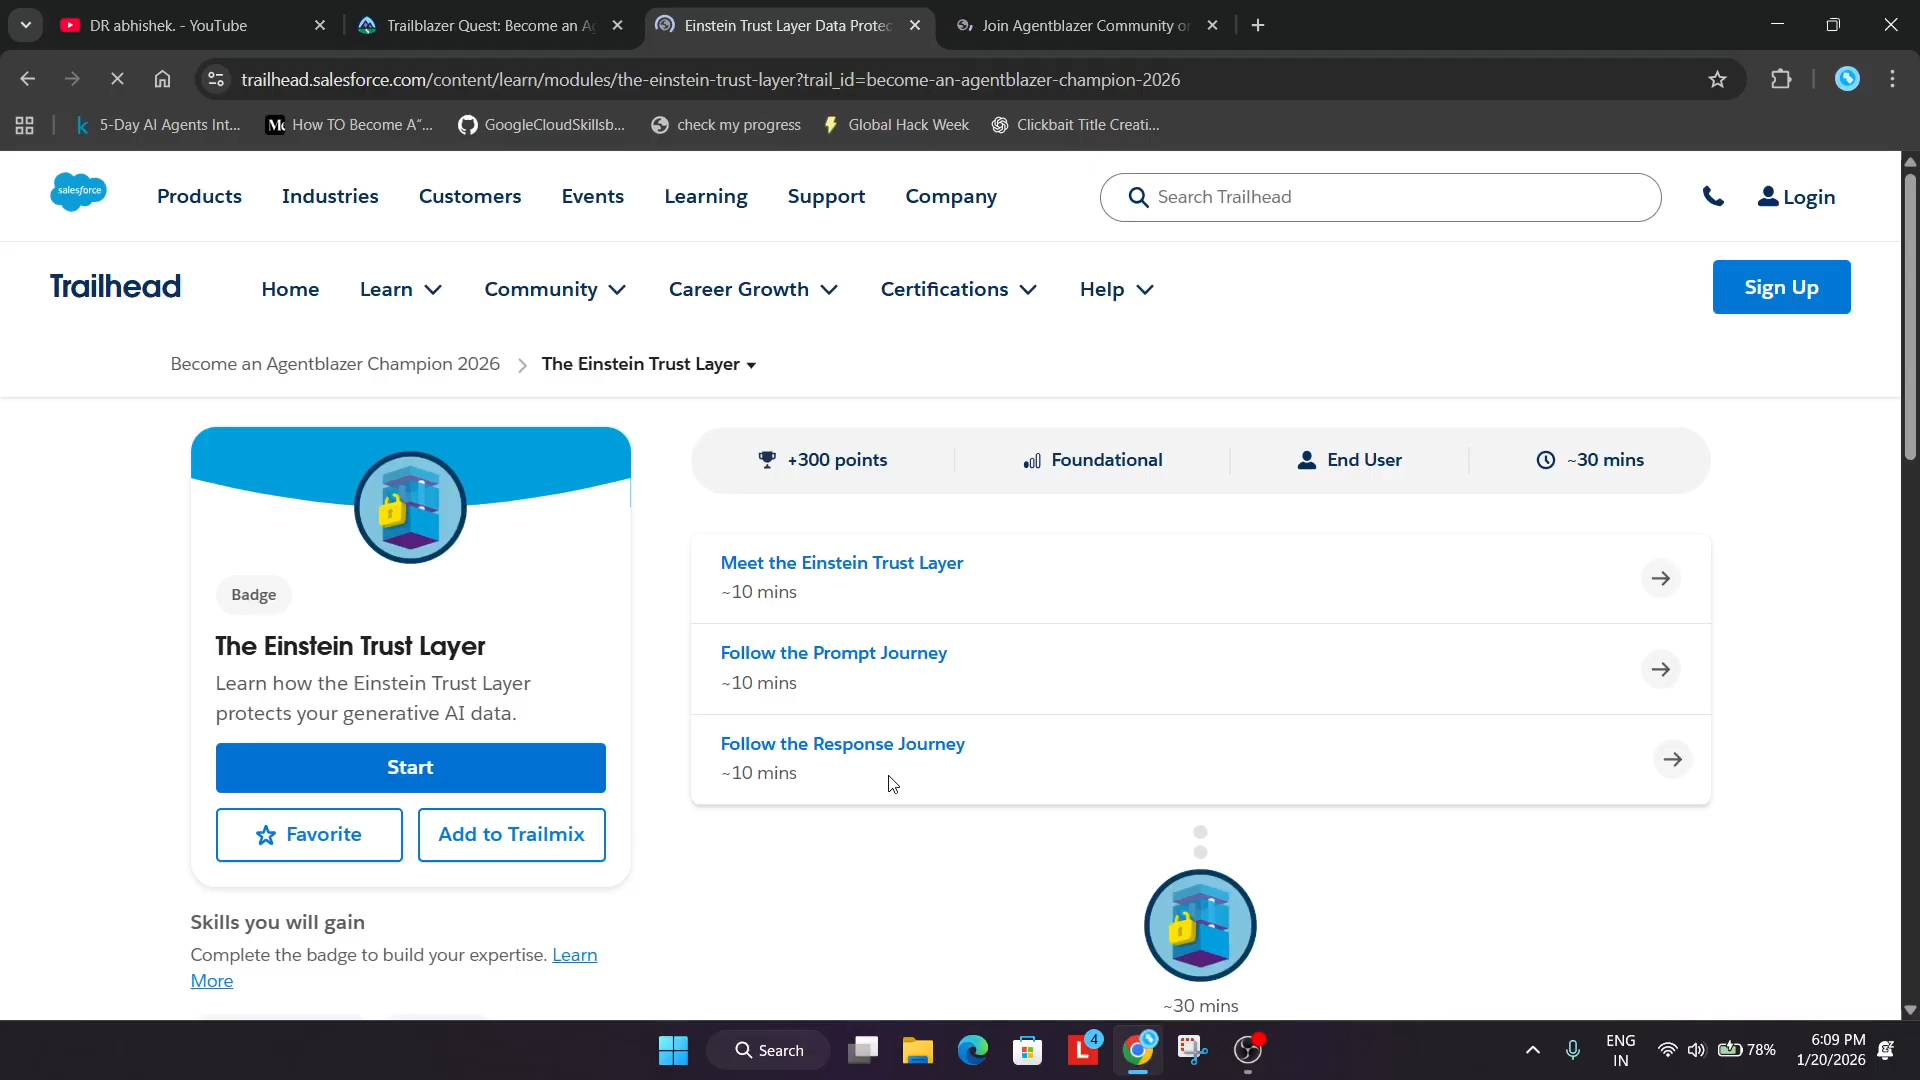 DR abhishek. - YouTube
Trailblazer Quest: Become an Ag
Einstein Trust Layer Data Protec
Join Agentblazer Community or
trailhead.salesforce.com/content/learn/modules/the-einstein-trust-layer?trail_id=become-an-agentblazer-champion-2026
5-Day AI Agents Int...
How TO Become A“...
GoogleCloudSkillsb...
check my progress
Global Hack Week
Clickbait Title Creati...
salesforce
Products
Industries
Customers
Events
Learning
Support
Company
Search Trailhead
Login
Trailhead
Home
Learn
Community
Career Growth
Certifications
Help
Sign Up
Become an Agentblazer Champion 2026
The Einstein Trust Layer
+300 points
Foundational
End User
~30 mins
Badge
The Einstein Trust Layer
Learn how the Einstein Trust Layer
protects your generative AI data.
Start
Favorite
Add to Trailmix
Skills you will gain
Complete the badge to build your expertise. Learn
More
Meet the Einstein Trust Layer
~10 mins
Follow the Prompt Journey
~10 mins
Follow the Response Journey
~10 mins
~30 mins
Search
4
ENG
IN
78%
6:09 PM
1/20/2026